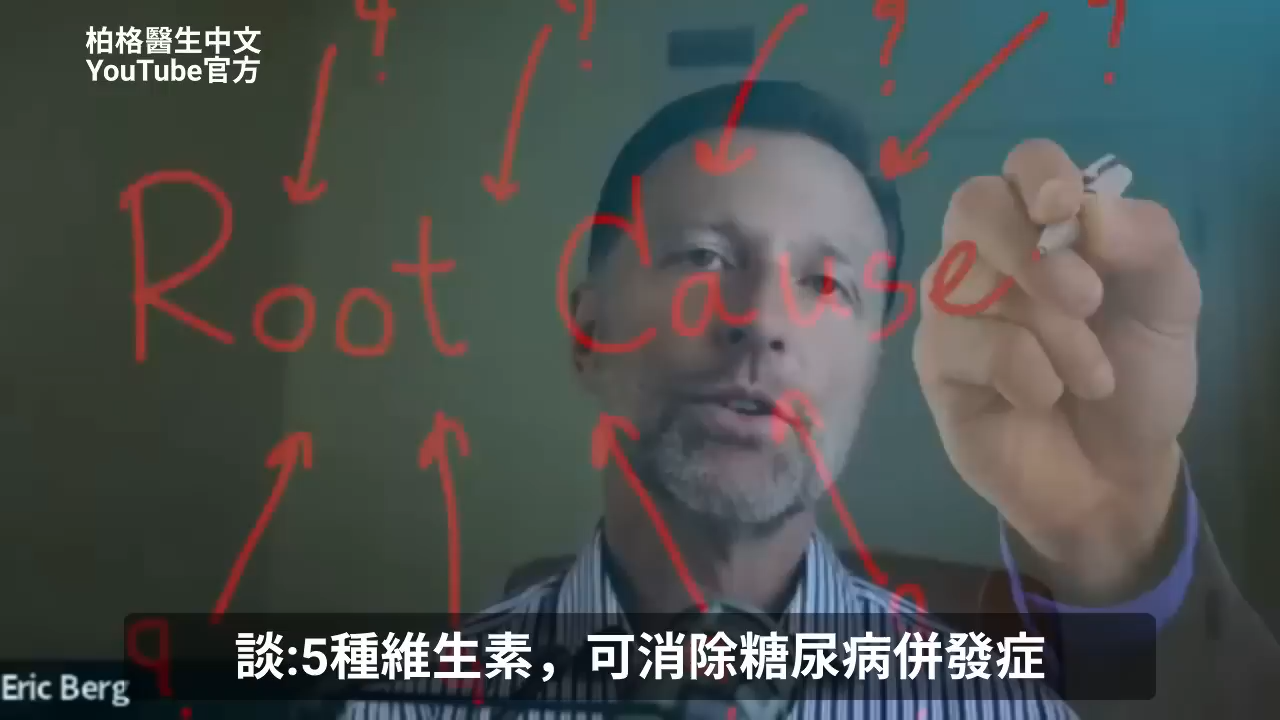 柏格醫生中文
YouTube官方
? ? ? ?
Root Cause
? ? ? ?
談:5種維生素，可消除糖尿病併發症
Eric Berg